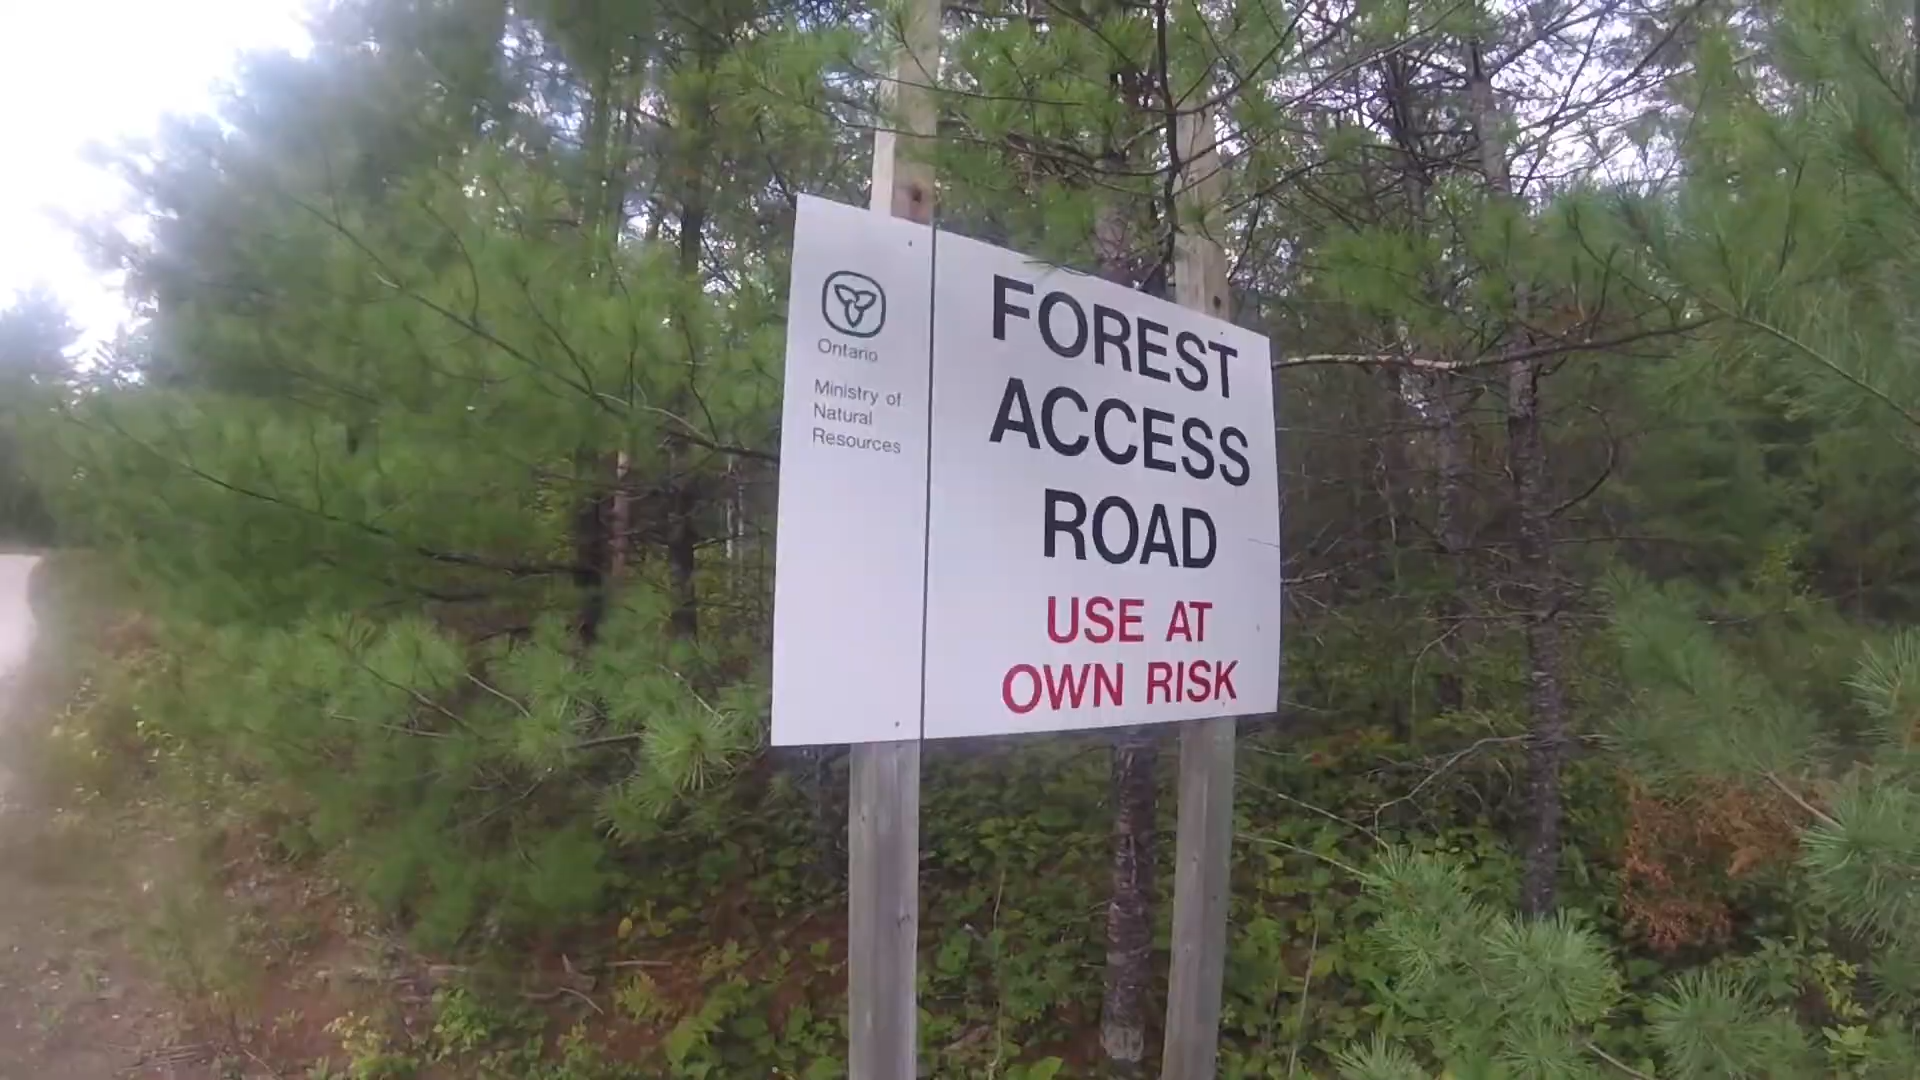 Ontario
Ministry of
Natural
Resources
FOREST
ACCESS
ROAD
USE AT
OWN RISK